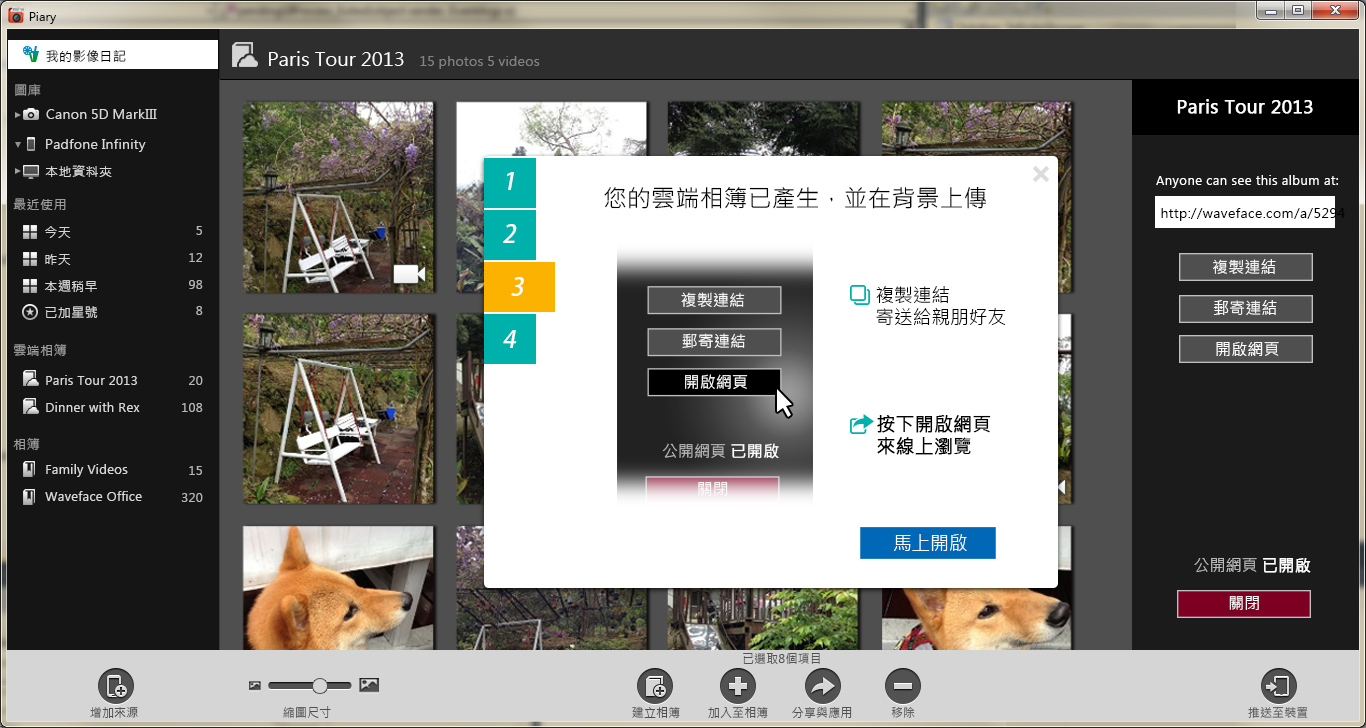 Piary
我的影像日記
圖庫
Canon 5D MarkIII
Padfone Infinity
本地資料夾
最近使用
今天 5
昨天 12
本週稍早 98
已加星號 8
雲端相簿
Paris Tour 2013 20
Dinner with Rex 108
相簿
Family Videos 15
Waveface Office 320
Paris Tour 2013 15 photos 5 videos
1
2
3
4
您的雲端相簿已產生，並在背景上傳
複製連結
郵寄連結
開啟網頁
公開網頁 已開啟
關閉
複製連結
寄送給親朋好友
按下開啟網頁
來線上瀏覽
馬上開啟
Paris Tour 2013
Anyone can see this album at:
http://waveface.com/a/5294
複製連結
郵寄連結
開啟網頁
公開網頁 已開啟
關閉
已選取8個項目
增加來源
縮圖尺寸
建立相簿
加入至相簿
分享與應用
移除
推送至裝置